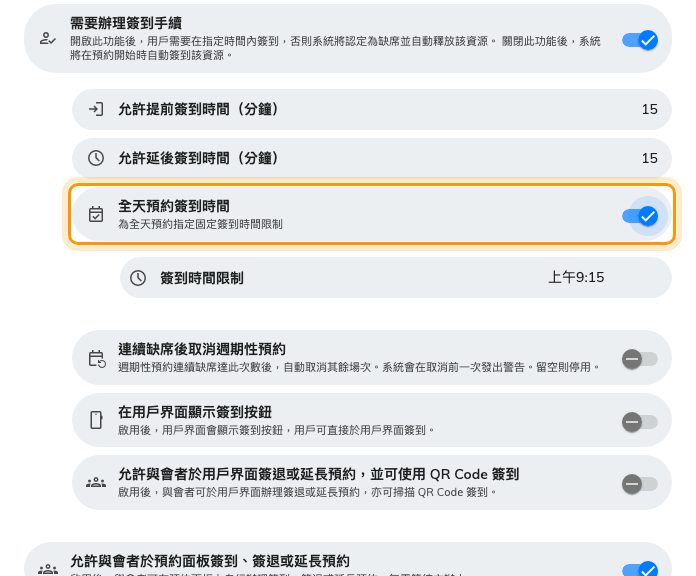 需要辦理簽到手續
開啟此功能後，用戶需要在指定時間內簽到，否則系統將認定為缺席並自動釋放該資源。 關閉此功能後，系統
將在預約開始時自動簽到該資源。
允許提前簽到時間（分鐘） 15
允許延後簽到時間（分鐘） 15
全天預約簽到時間
為全天預約指定固定簽到時間限制
簽到時間限制 上午9:15
連續缺席後取消週期性預約
週期性預約連續缺席達此次數後，自動取消其餘場次。系統會在取消前一次發出警告。留空則停用。
在用戶界面顯示簽到按鈕
啟用後，用戶界面會顯示簽到按鈕，用戶可直接於用戶界面簽到。
允許與會者於用戶界面簽退或延長預約，並可使用 QR Code 簽到
啟用後，與會者可於用戶界面辦理簽退或延長預約，亦可掃描 QR Code 簽到。
允許與會者於預約面板簽到、簽退或延長預約